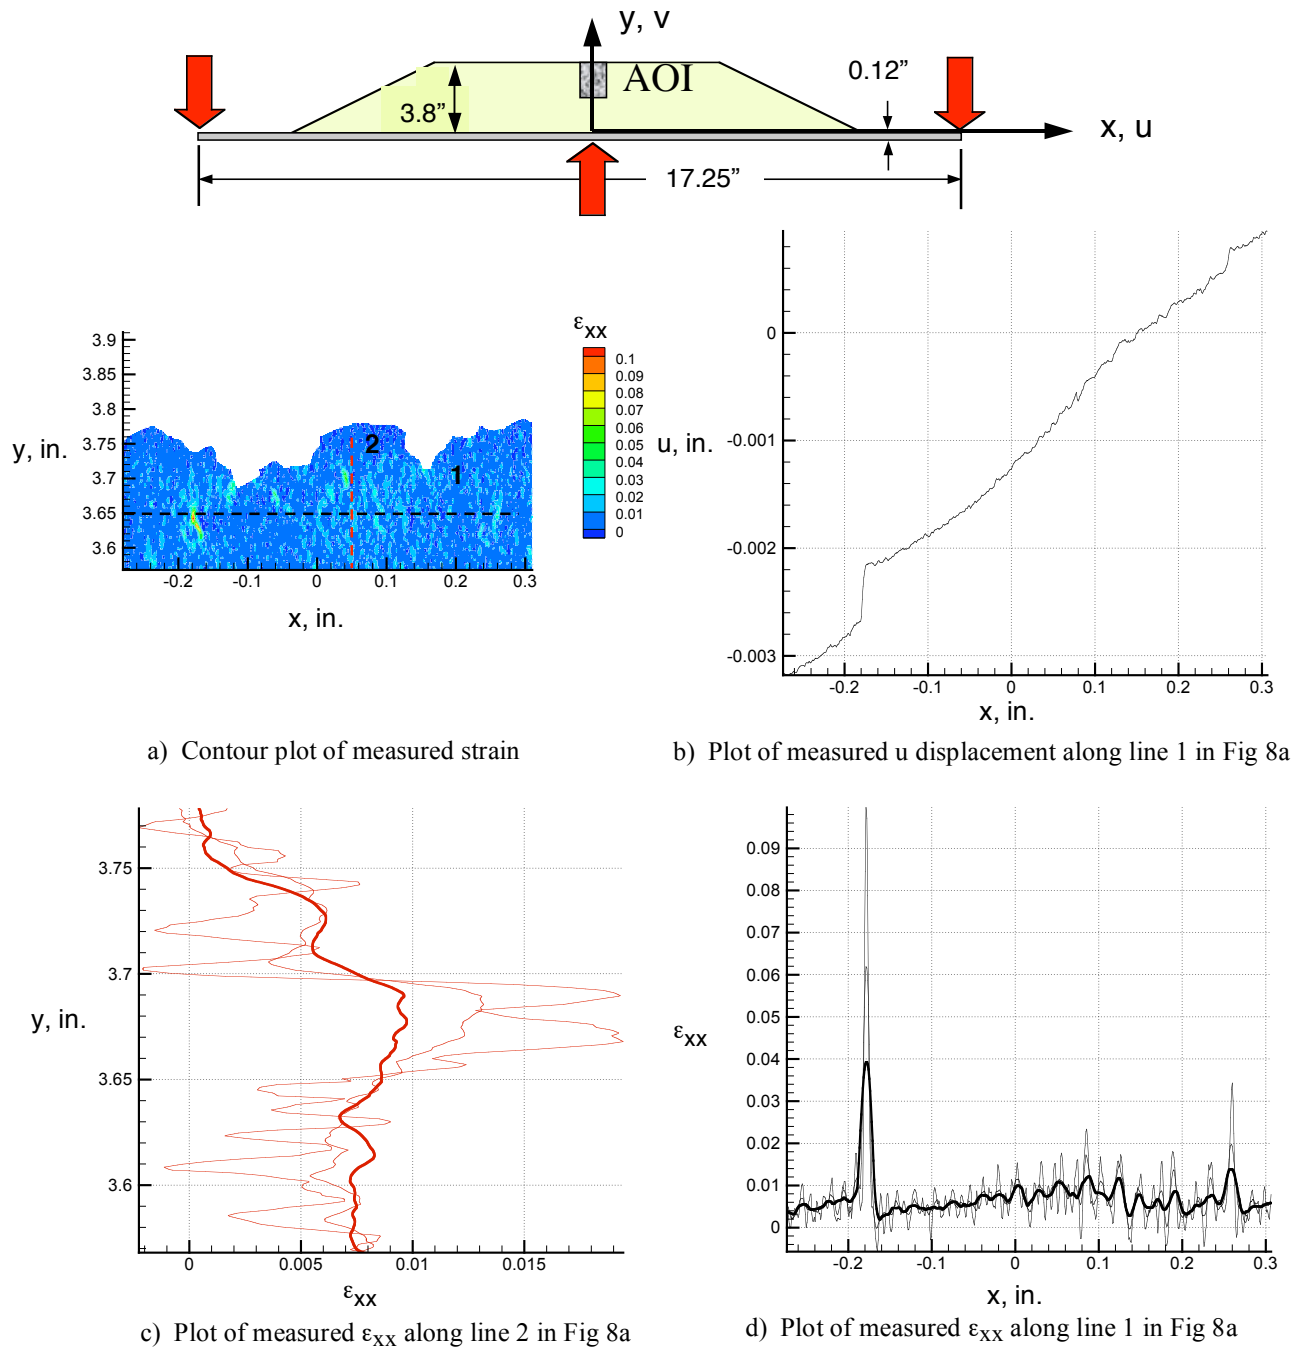 y, v
AOI
0.12”
3.8”
x, u
17.25”
εxx
3.9
3.85
3.8
3.75
3.7
3.65
3.6
y, in.
2
1
-0.2 -0.1 0 0.1 0.2 0.3
x, in.
0.1
0.09
0.08
0.07
0.06
0.05
0.04
0.03
0.02
0.01
0
a) Contour plot of measured strain
0
-0.001
u, in.
-0.002
-0.003
-0.2 -0.1 0 0.1 0.2 0.3
x, in.
b) Plot of measured u displacement along line 1 in Fig 8a
3.75
3.7
y, in.
3.65
3.6
0 0.005 0.01 0.015
εxx
c) Plot of measured εxx along line 2 in Fig 8a
0.09
0.08
0.07
0.06
0.05
εxx
0.04
0.03
0.02
0.01
0
-0.2 -0.1 0 0.1 0.2 0.3
x, in.
d) Plot of measured εxx along line 1 in Fig 8a